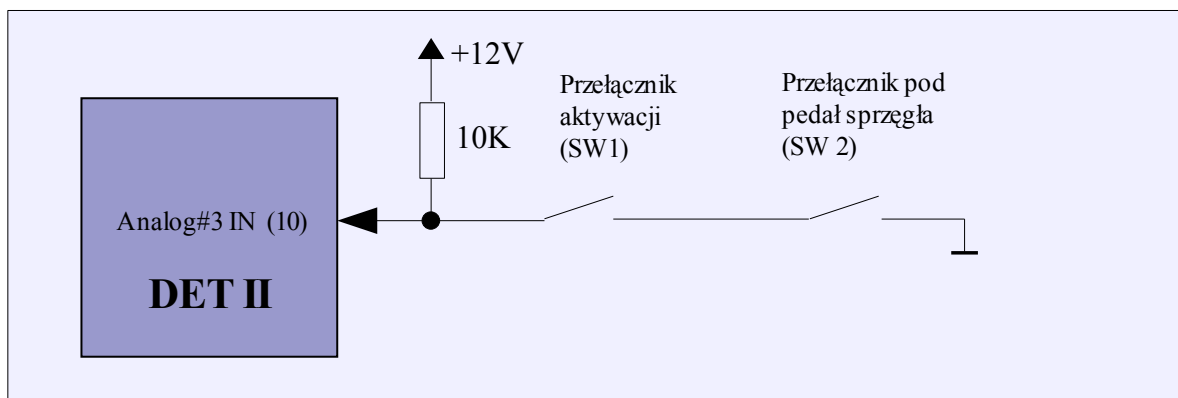 +12V
10K
Przełącznik
aktywacji
(SW1)
Przełącznik pod
pedał sprzęgła
(SW 2)
Analog#3 IN (10)
DET II